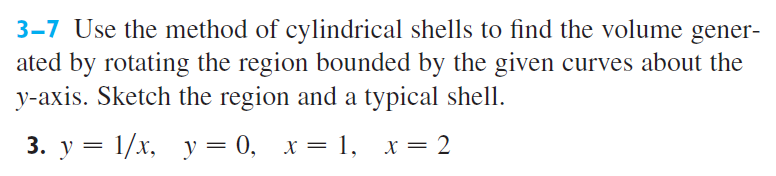 3–7 Use the method of cylindrical shells to find the volume gener-
ated by rotating the region bounded by the given curves about the
y-axis. Sketch the region and a typical shell.
3. y = 1/x, y = 0, x = 1, x = 2